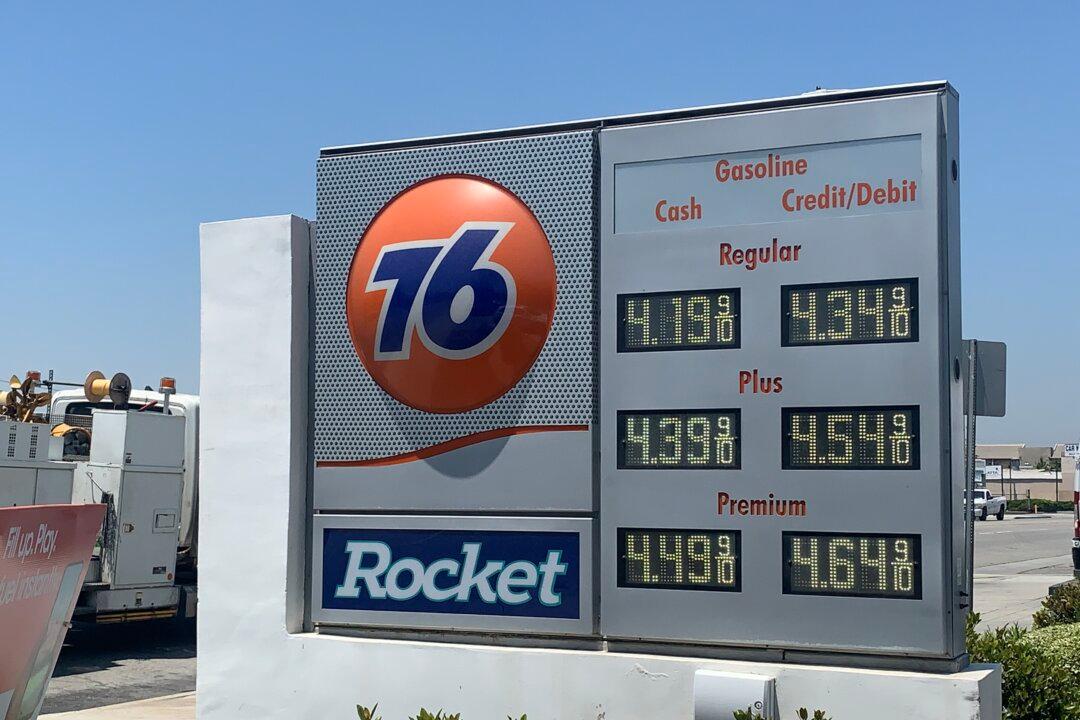 76
Rocket
Gasoline
Cash Credit/Debit
Regular
4.19 9/10 4.34 9/10
Plus
4.39 9/10 4.54 9/10
Premium
4.49 9/10 4.64 9/10
Fill up. Play.